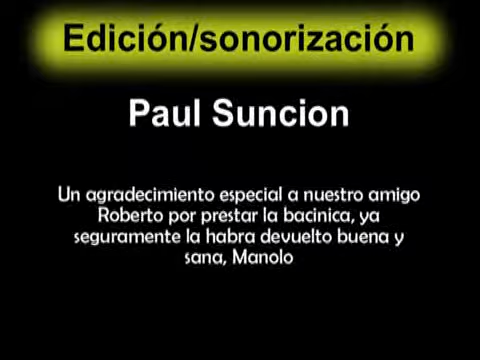 Edición/sonorización
Paul Suncion
Un agradecimiento especial a nuestro amigo
Roberto por prestar la bacinica, ya
seguramente la habra devuelto buena y
sana, Manolo